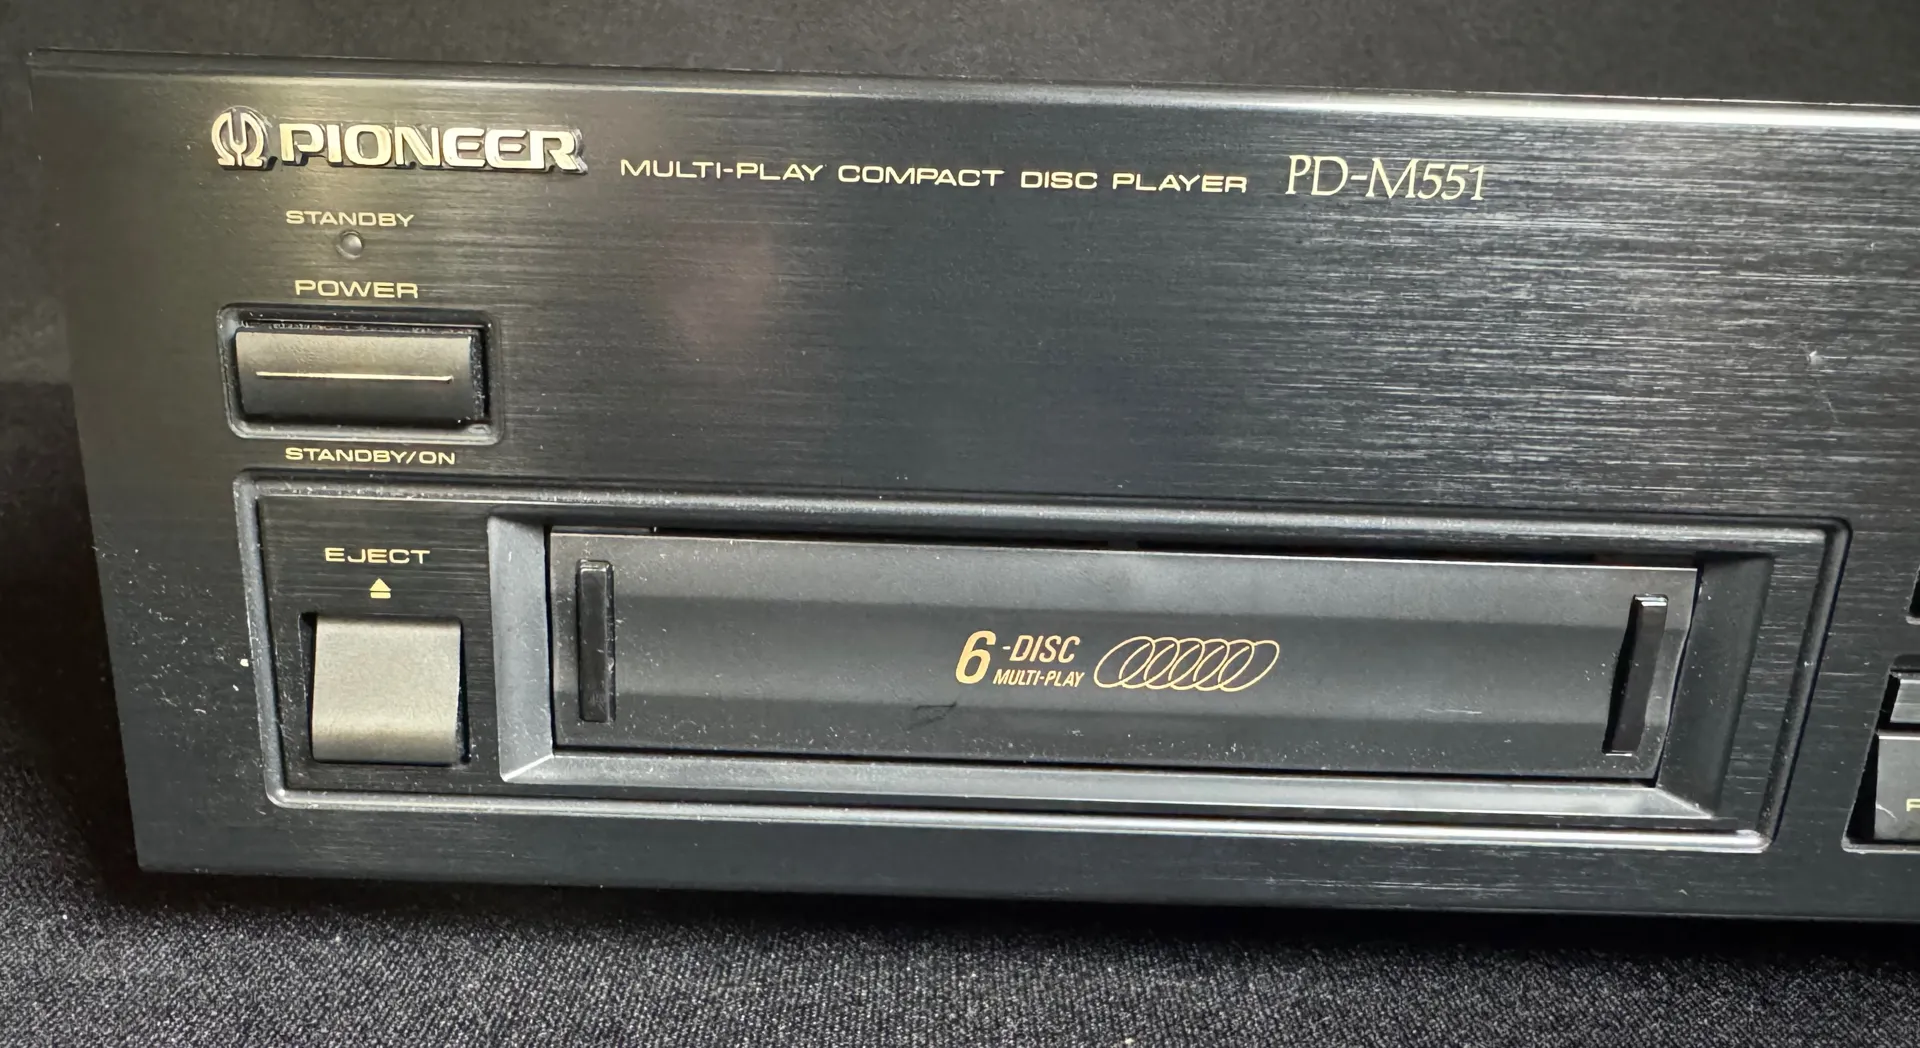 PIONEER
MULTI-PLAY COMPACT DISC PLAYER PD-M551
STANDBY
POWER
STANDBY/ON
EJECT
6-DISC
MULTI-PLAY